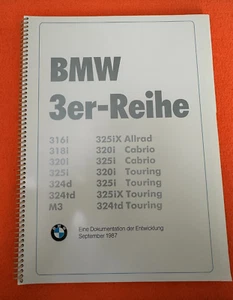 BMW
3er-Reihe
316i 325iX Allrad
318i 320i Cabrio
320i 325i Cabrio
325i 320i Touring
324d 325i Touring
324td 325iX Touring
M3 324td Touring
Eine Dokumentation der Entwicklung
September 1987